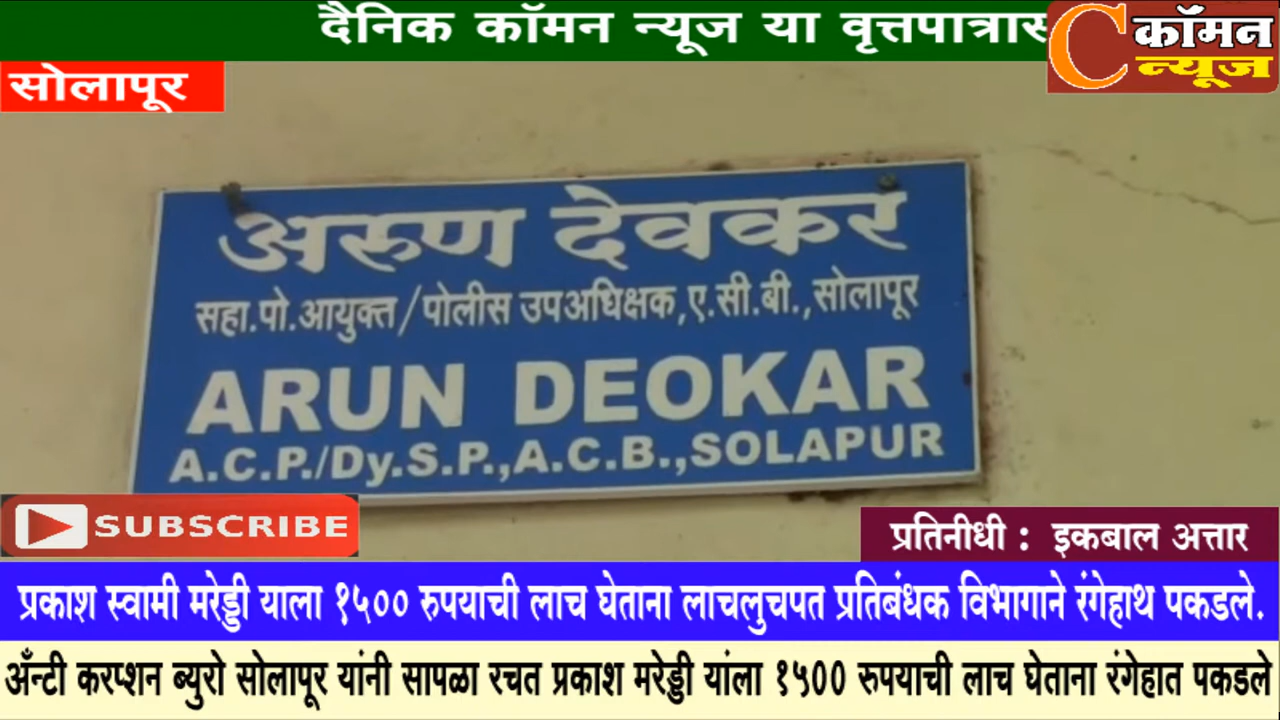 दैनिक कॉमन न्यूज या वृत्तपात्रास
C कॉमन
न्यूज
सोलापूर
अरुण देवकर
सहा.पो.आयुक्त/पोलीस उपअधिक्षक,ए.सी.बी.,सोलापूर
ARUN DEOKAR
A.C.P./Dy.S.P.,A.C.B.,SOLAPUR
SUBSCRIBE
प्रतिनीधी : इकबाल अत्तार
प्रकाश स्वामी मरेड्डी याला १५०० रुपयाची लाच घेताना लाचलुचपत प्रतिबंधक विभागाने रंगेहाथ पकडले.
अँन्टी करप्शन ब्युरो सोलापूर यांनी सापळा रचत प्रकाश मरेड्डी यांला १५00 रुपयाची लाच घेताना रंगेहात पकडले